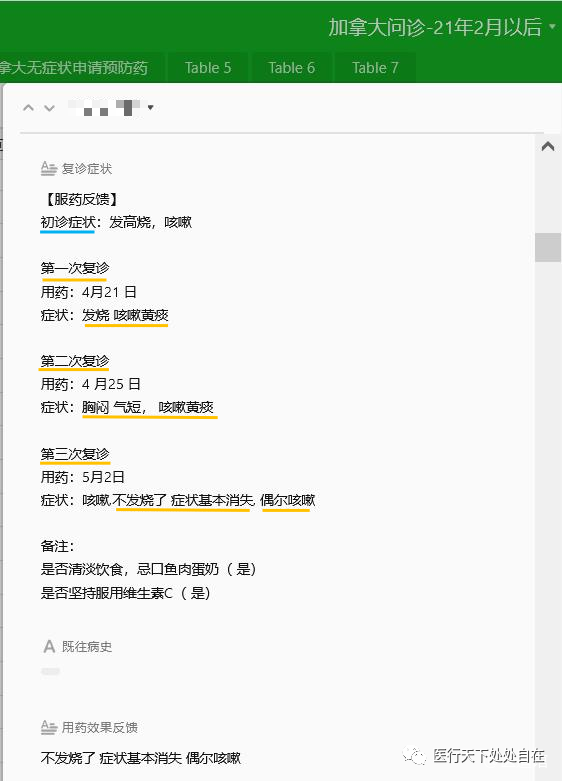 加拿大问诊-21年2月以后
拿大无症状申请预防药 Table 5 Table 6 Table 7
复诊症状
【服药反馈】
初诊症状：发高烧，咳嗽
第一次复诊
用药：4月21 日
症状：发烧 咳嗽黄痰
第二次复诊
用药：4 月25 日
症状：胸闷 气短， 咳嗽黄痰
第三次复诊
用药：5月2日
症状：咳嗽,不发烧了 症状基本消失, 偶尔咳嗽
备注：
是否清淡饮食，忌口鱼肉蛋奶（ 是）
是否坚持服用维生素C（ 是）
既往病史
用药效果反馈
不发烧了 症状基本消失 偶尔咳嗽
医行天下处处自在